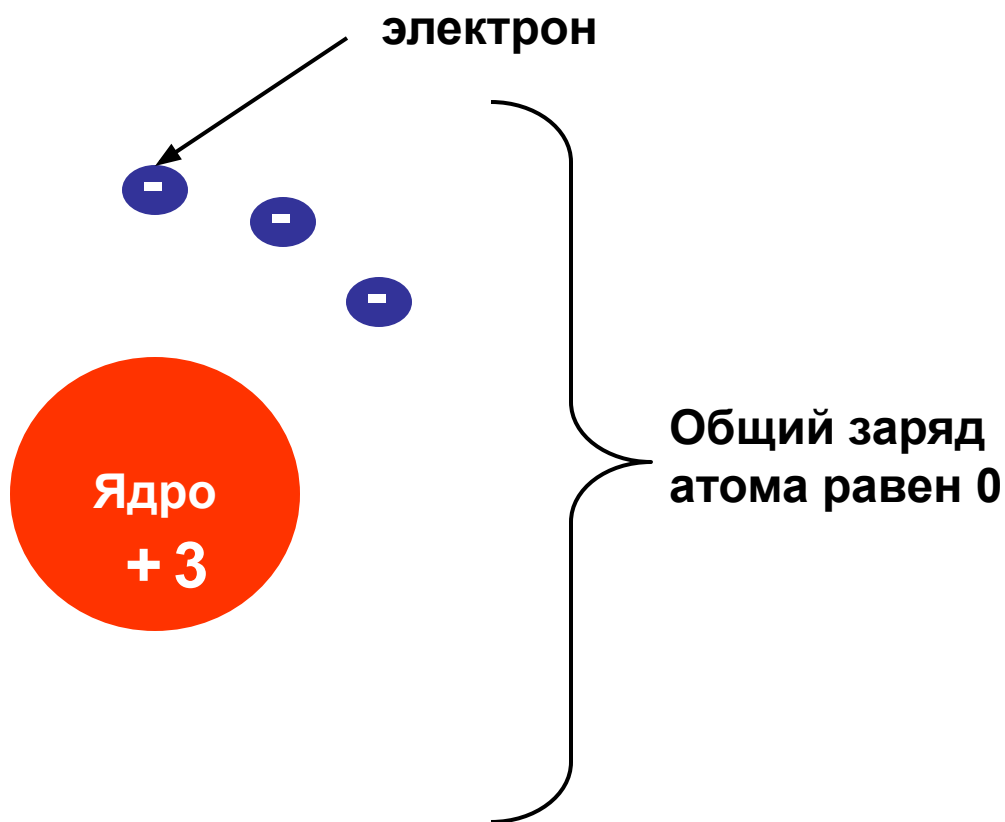 электрон
-
-
-
Ядро
+ 3
Общий заряд
атома равен 0